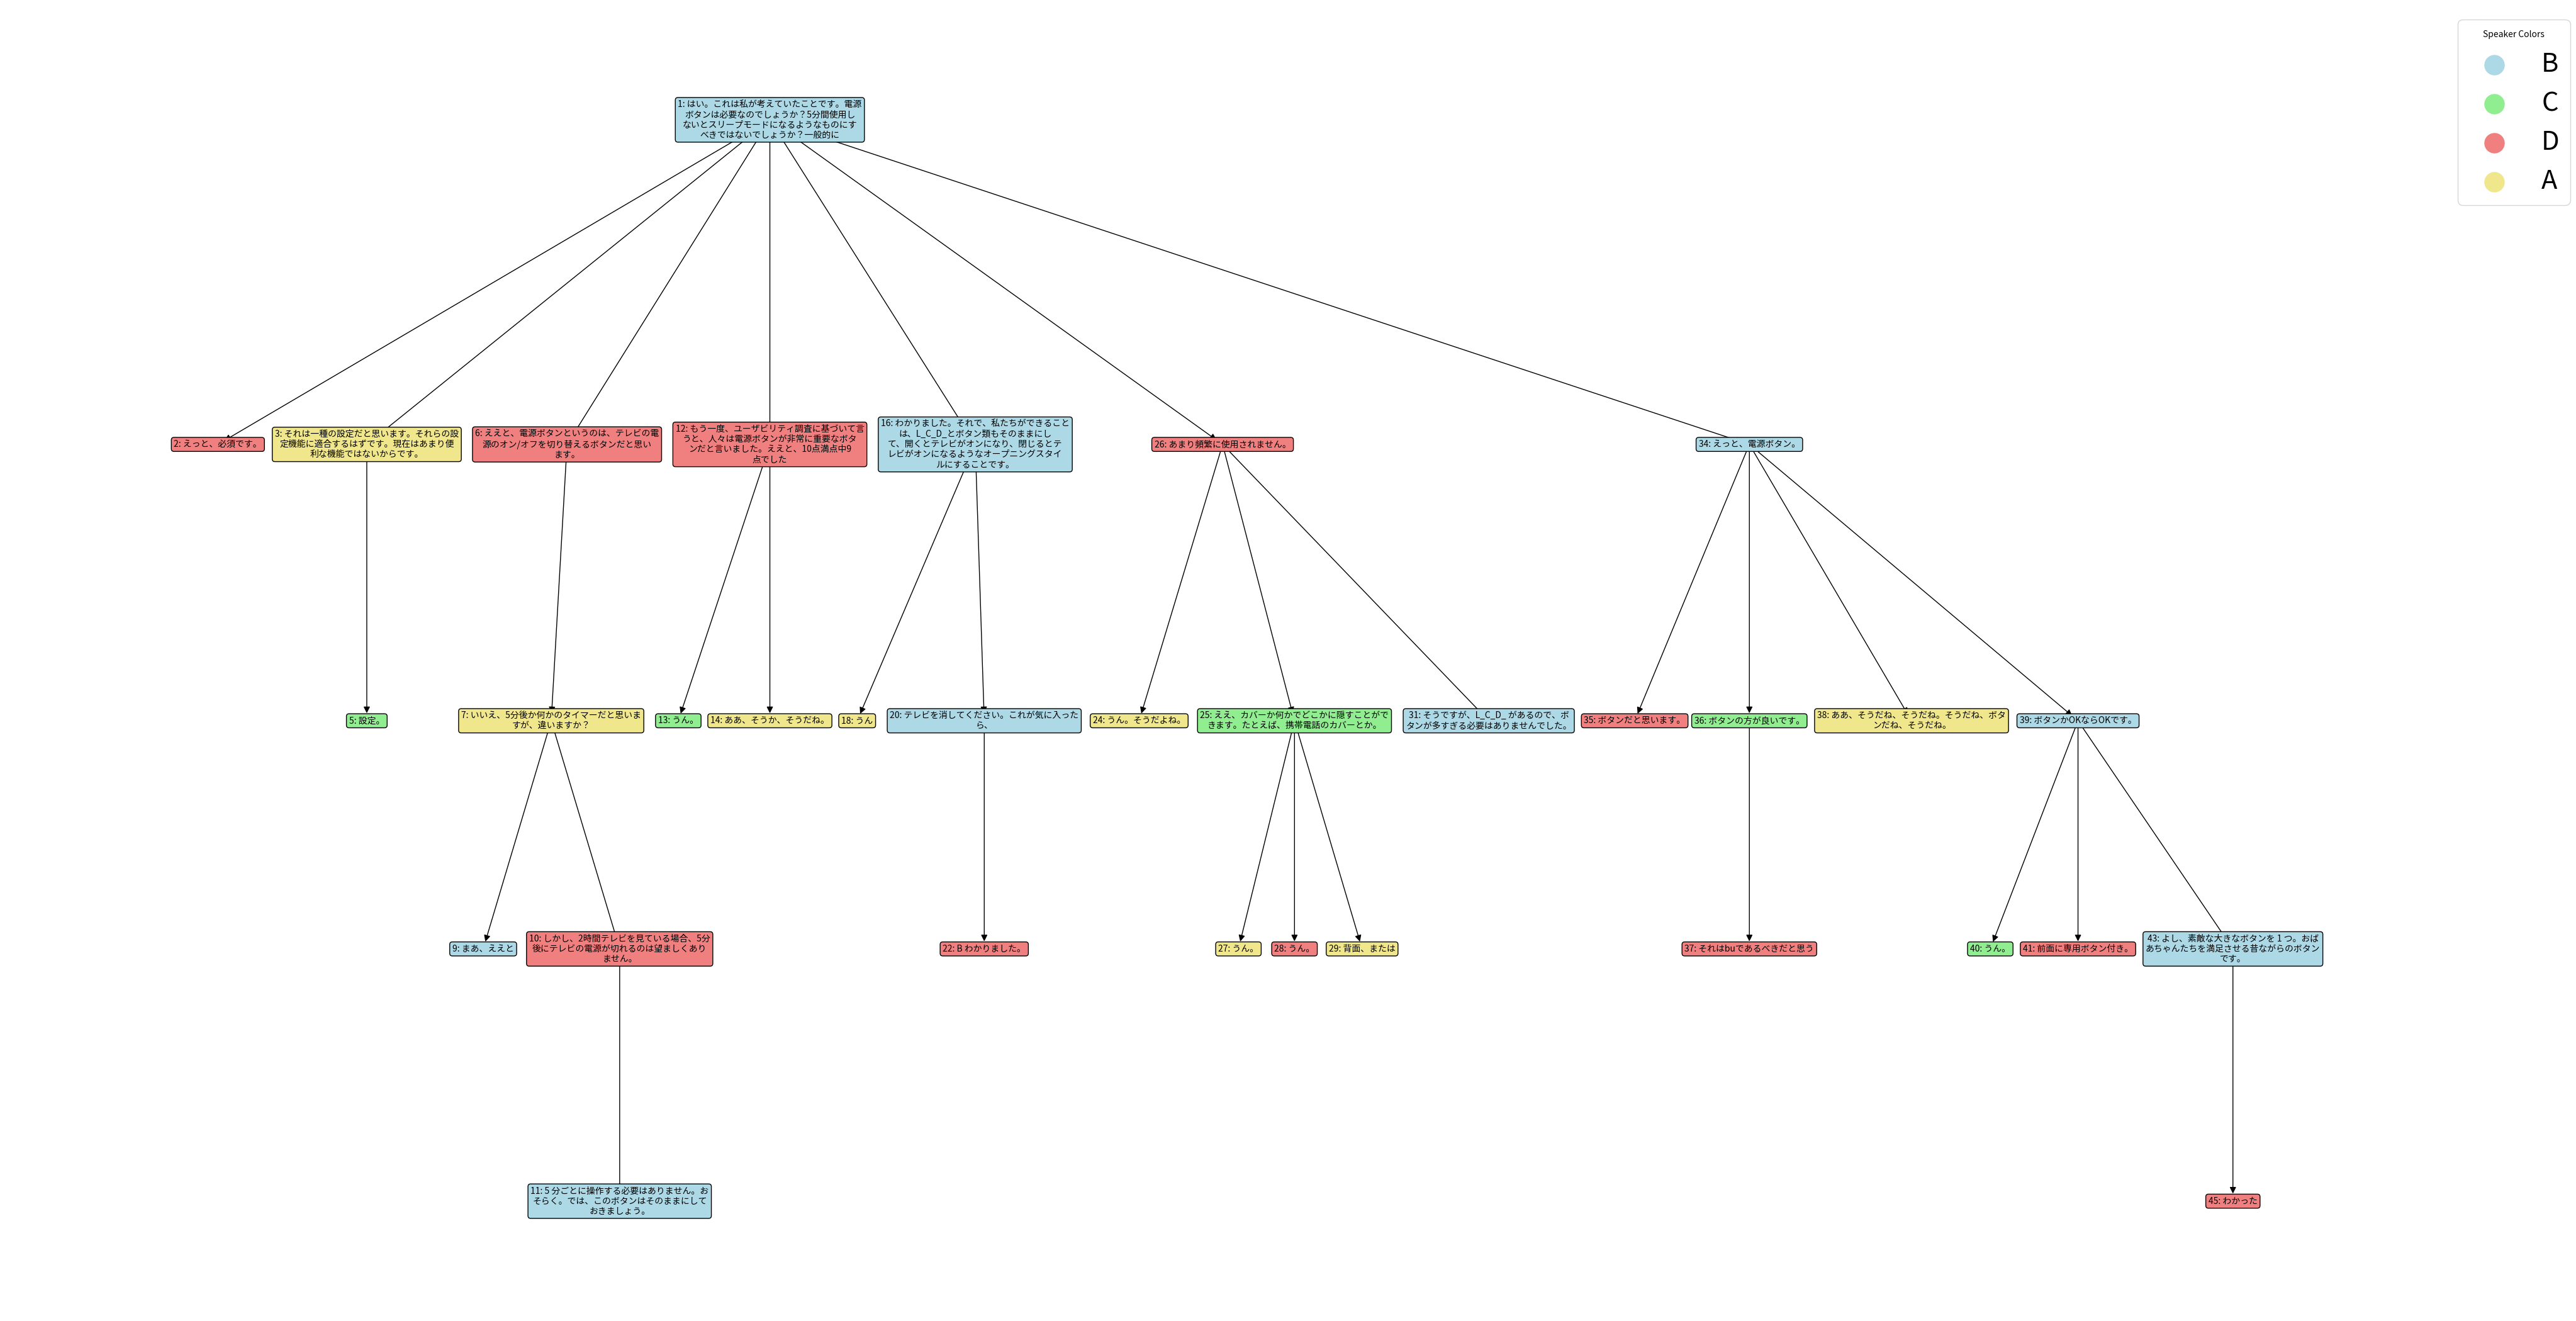 Speaker Colors
B
C
D
A
1: はい。これは私が考えていたことです。電源
ボタンは必要なのでしょうか?5分間使用し
ないとスリープモードになるようなものにす
べきではないでしょうか?一般的に
2: えっと、必須です。
3: それは一種の設定だと思います。それらの設
定機能に適合するはずです。現在はあまり便
利な機能ではないからです。
6: ええと、電源ボタンというのは、テレビの電
源のオン/オフを切り替えるボタンだと思い
ます。
12: もう一度、ユーザビリティ調査に基づいて言
うと、人々は電源ボタンが非常に重要なボタ
ンだと言いました。ええと、10点満点中9
点でした
16: わかりました。それで、私たちができること
は、L_C_D_とボタン類もそのままにし
て、開くとテレビがオンになり、閉じるとテ
レビがオンになるようなオープニングスタイ
ルにすることです。
26: あまり頻繁に使用されません。
34: えっと、電源ボタン。
5: 設定。
7: いいえ、5分後か何かのタイマーだと思いま
すが、違いますか?
13: うん。
14: ああ、そうか、そうだね。
18: うん
20: テレビを消してください。これが気に入った
ら、
24: うん。そうだよね。
25: ええ、カバーか何かでどこかに隠すことがで
きます。たとえば、携帯電話のカバーとか。
31: そうですが、L_C_D_ があるので、ボ
タンが多すぎる必要はありませんでした。
35: ボタンだと思います。
36: ボタンの方が良いです。
38: ああ、そうだね、そうだね。そうだね、ボタ
ンだね、そうだね。
39: ボタンかOKならOKです。
9: まあ、ええと
10: しかし、2時間テレビを見ている場合、5分
後にテレビの電源が切れるのは望ましくあり
ません。
22: B わかりました。
27: うん。
28: うん。
29: 背面、または
37: それはbuであるべきだと思う
40: うん。
41: 前面に専用ボタン付き。
43: よし、素敵な大きなボタンを 1 つ。おば
あちゃんたちを満足させる昔ながらのボタン
です。
11: 5 分ごとに操作する必要はありません。お
そらく。では、このボタンはそのままにして
おきましょう。
45: わかった